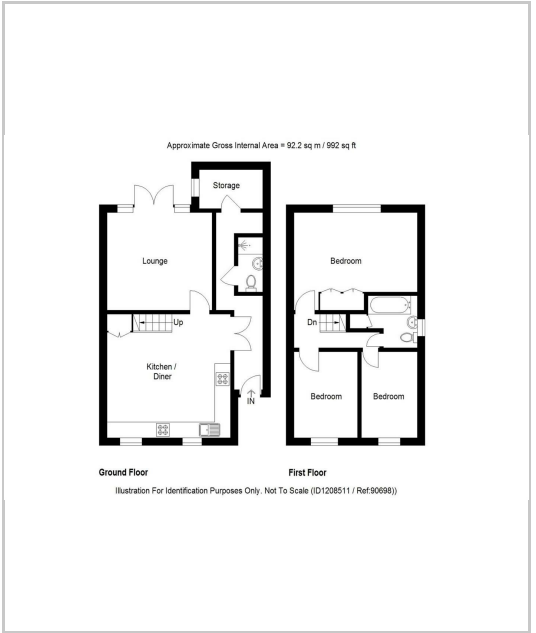 Approximate Gross Internal Area = 92.2 sq m / 992 sq ft
Storage
Lounge
Bedroom
Up
Dn
Kitchen /
Diner
IN
Bedroom
Bedroom
Ground Floor
First Floor
Illustration For Identification Purposes Only. Not To Scale (ID1208511 / Ref:90698))